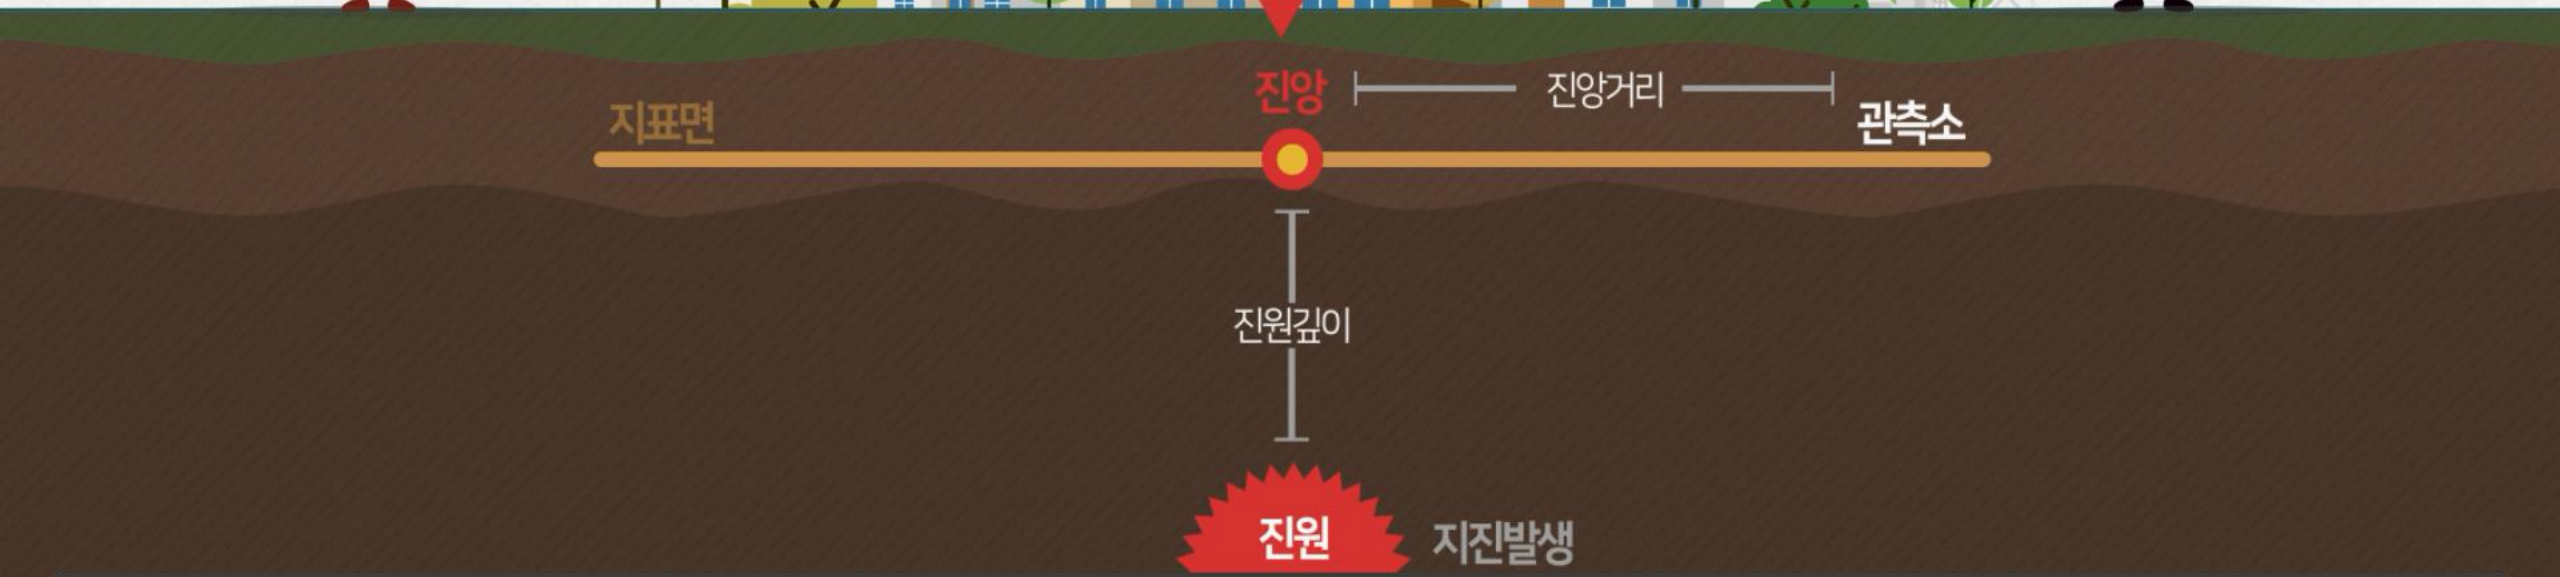 진앙
진앙거리
지표면
관측소
진원깊이
진원
지진발생